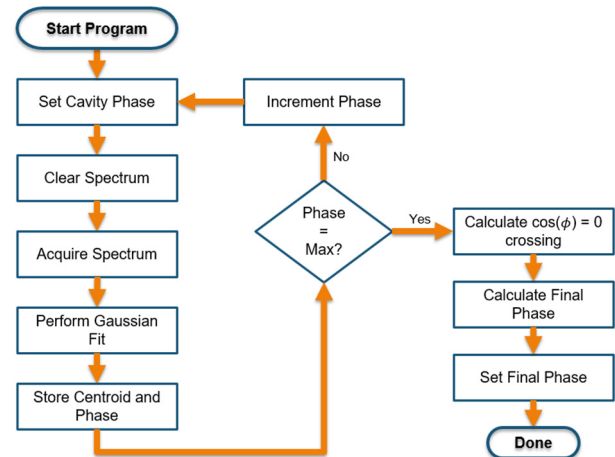 Start Program
Set Cavity Phase
Increment Phase
Clear Spectrum
No
Phase
=
Max?
Yes
Calculate cos(ϕ) = 0
crossing
Acquire Spectrum
Calculate Final
Phase
Perform Gaussian
Fit
Set Final Phase
Store Centroid and
Phase
Done